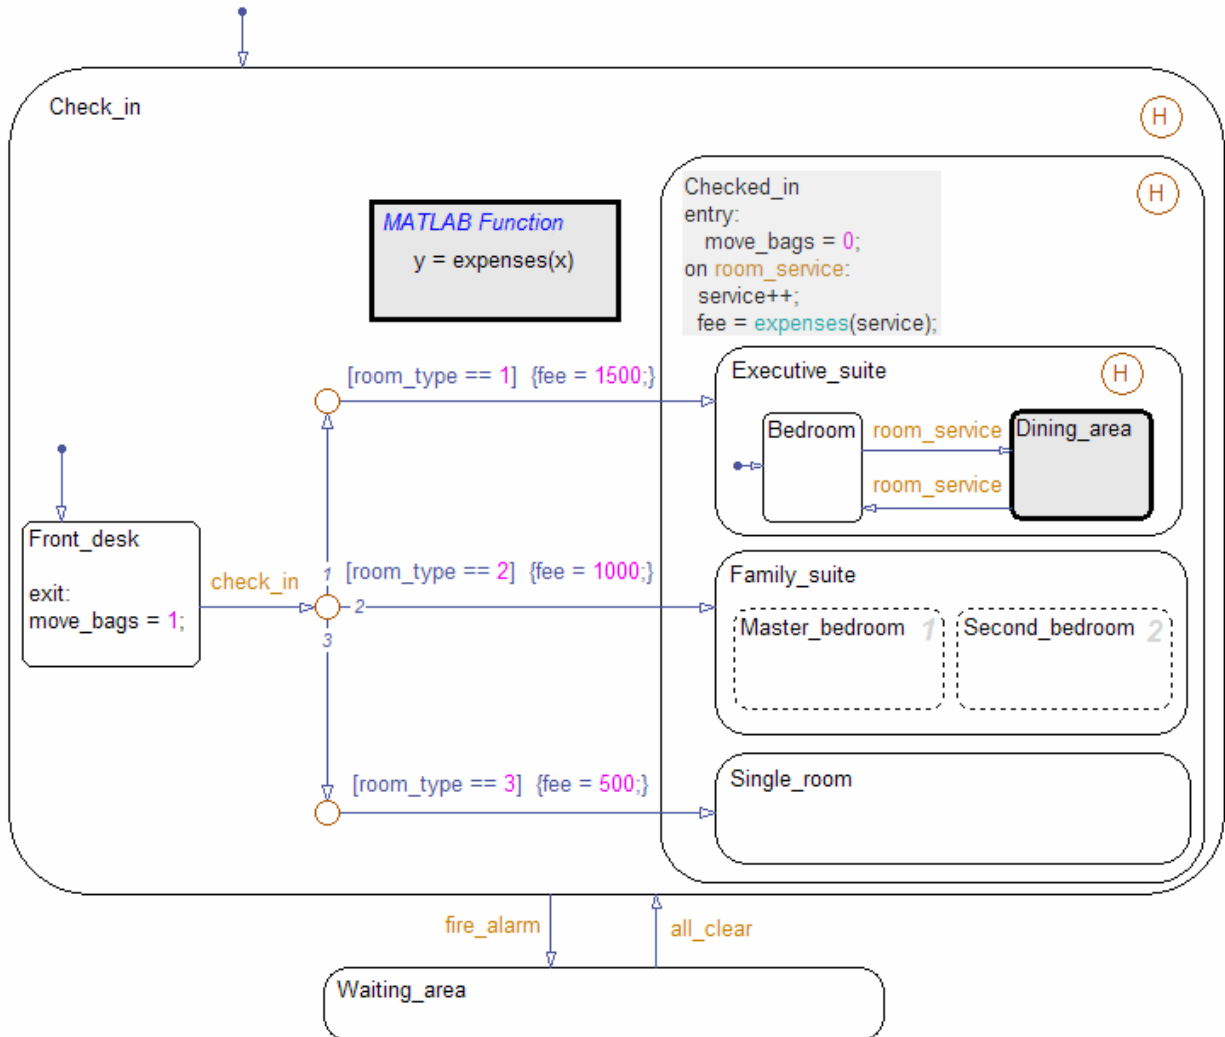 Check_in
H
Checked_in
H
entry:
move_bags = 0;
on room_service:
service++;
fee = expenses(service);
MATLAB Function
y = expenses(x)
[room_type == 1] {fee = 1500;}
Executive_suite
H
Bedroom
room_service
Dining_area
room_service
Front_desk
exit:
move_bags = 1;
check_in
1
2
3
[room_type == 2] {fee = 1000;}
Family_suite
Master_bedroom 1
Second_bedroom 2
[room_type == 3] {fee = 500;}
Single_room
fire_alarm
all_clear
Waiting_area